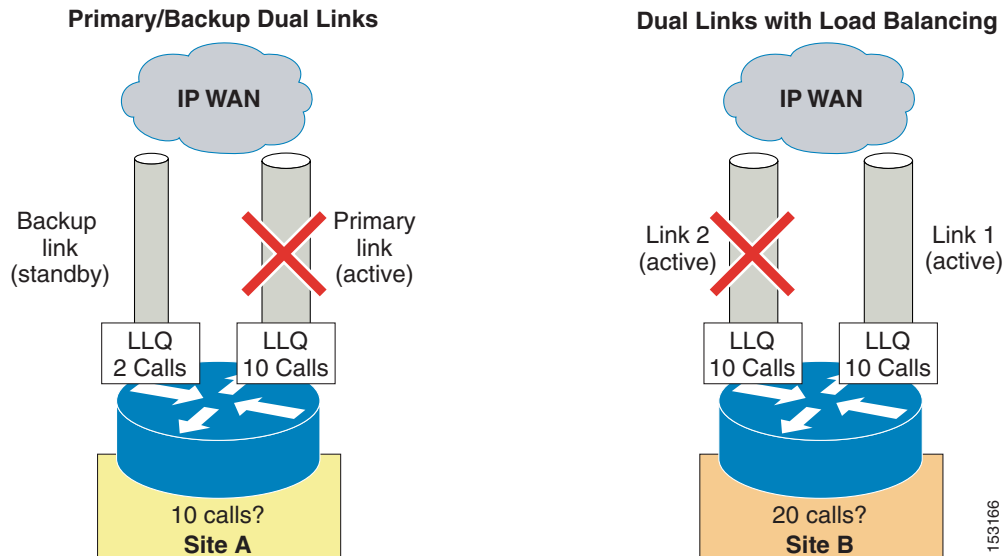 Primary/Backup Dual Links
IP WAN
Backup
link
(standby)
Primary
link
(active)
LLQ
2 Calls
LLQ
10 Calls
10 calls?
Site A
Dual Links with Load Balancing
IP WAN
Link 2
(active)
Link 1
(active)
LLQ
10 Calls
LLQ
10 Calls
20 calls?
Site B
153166